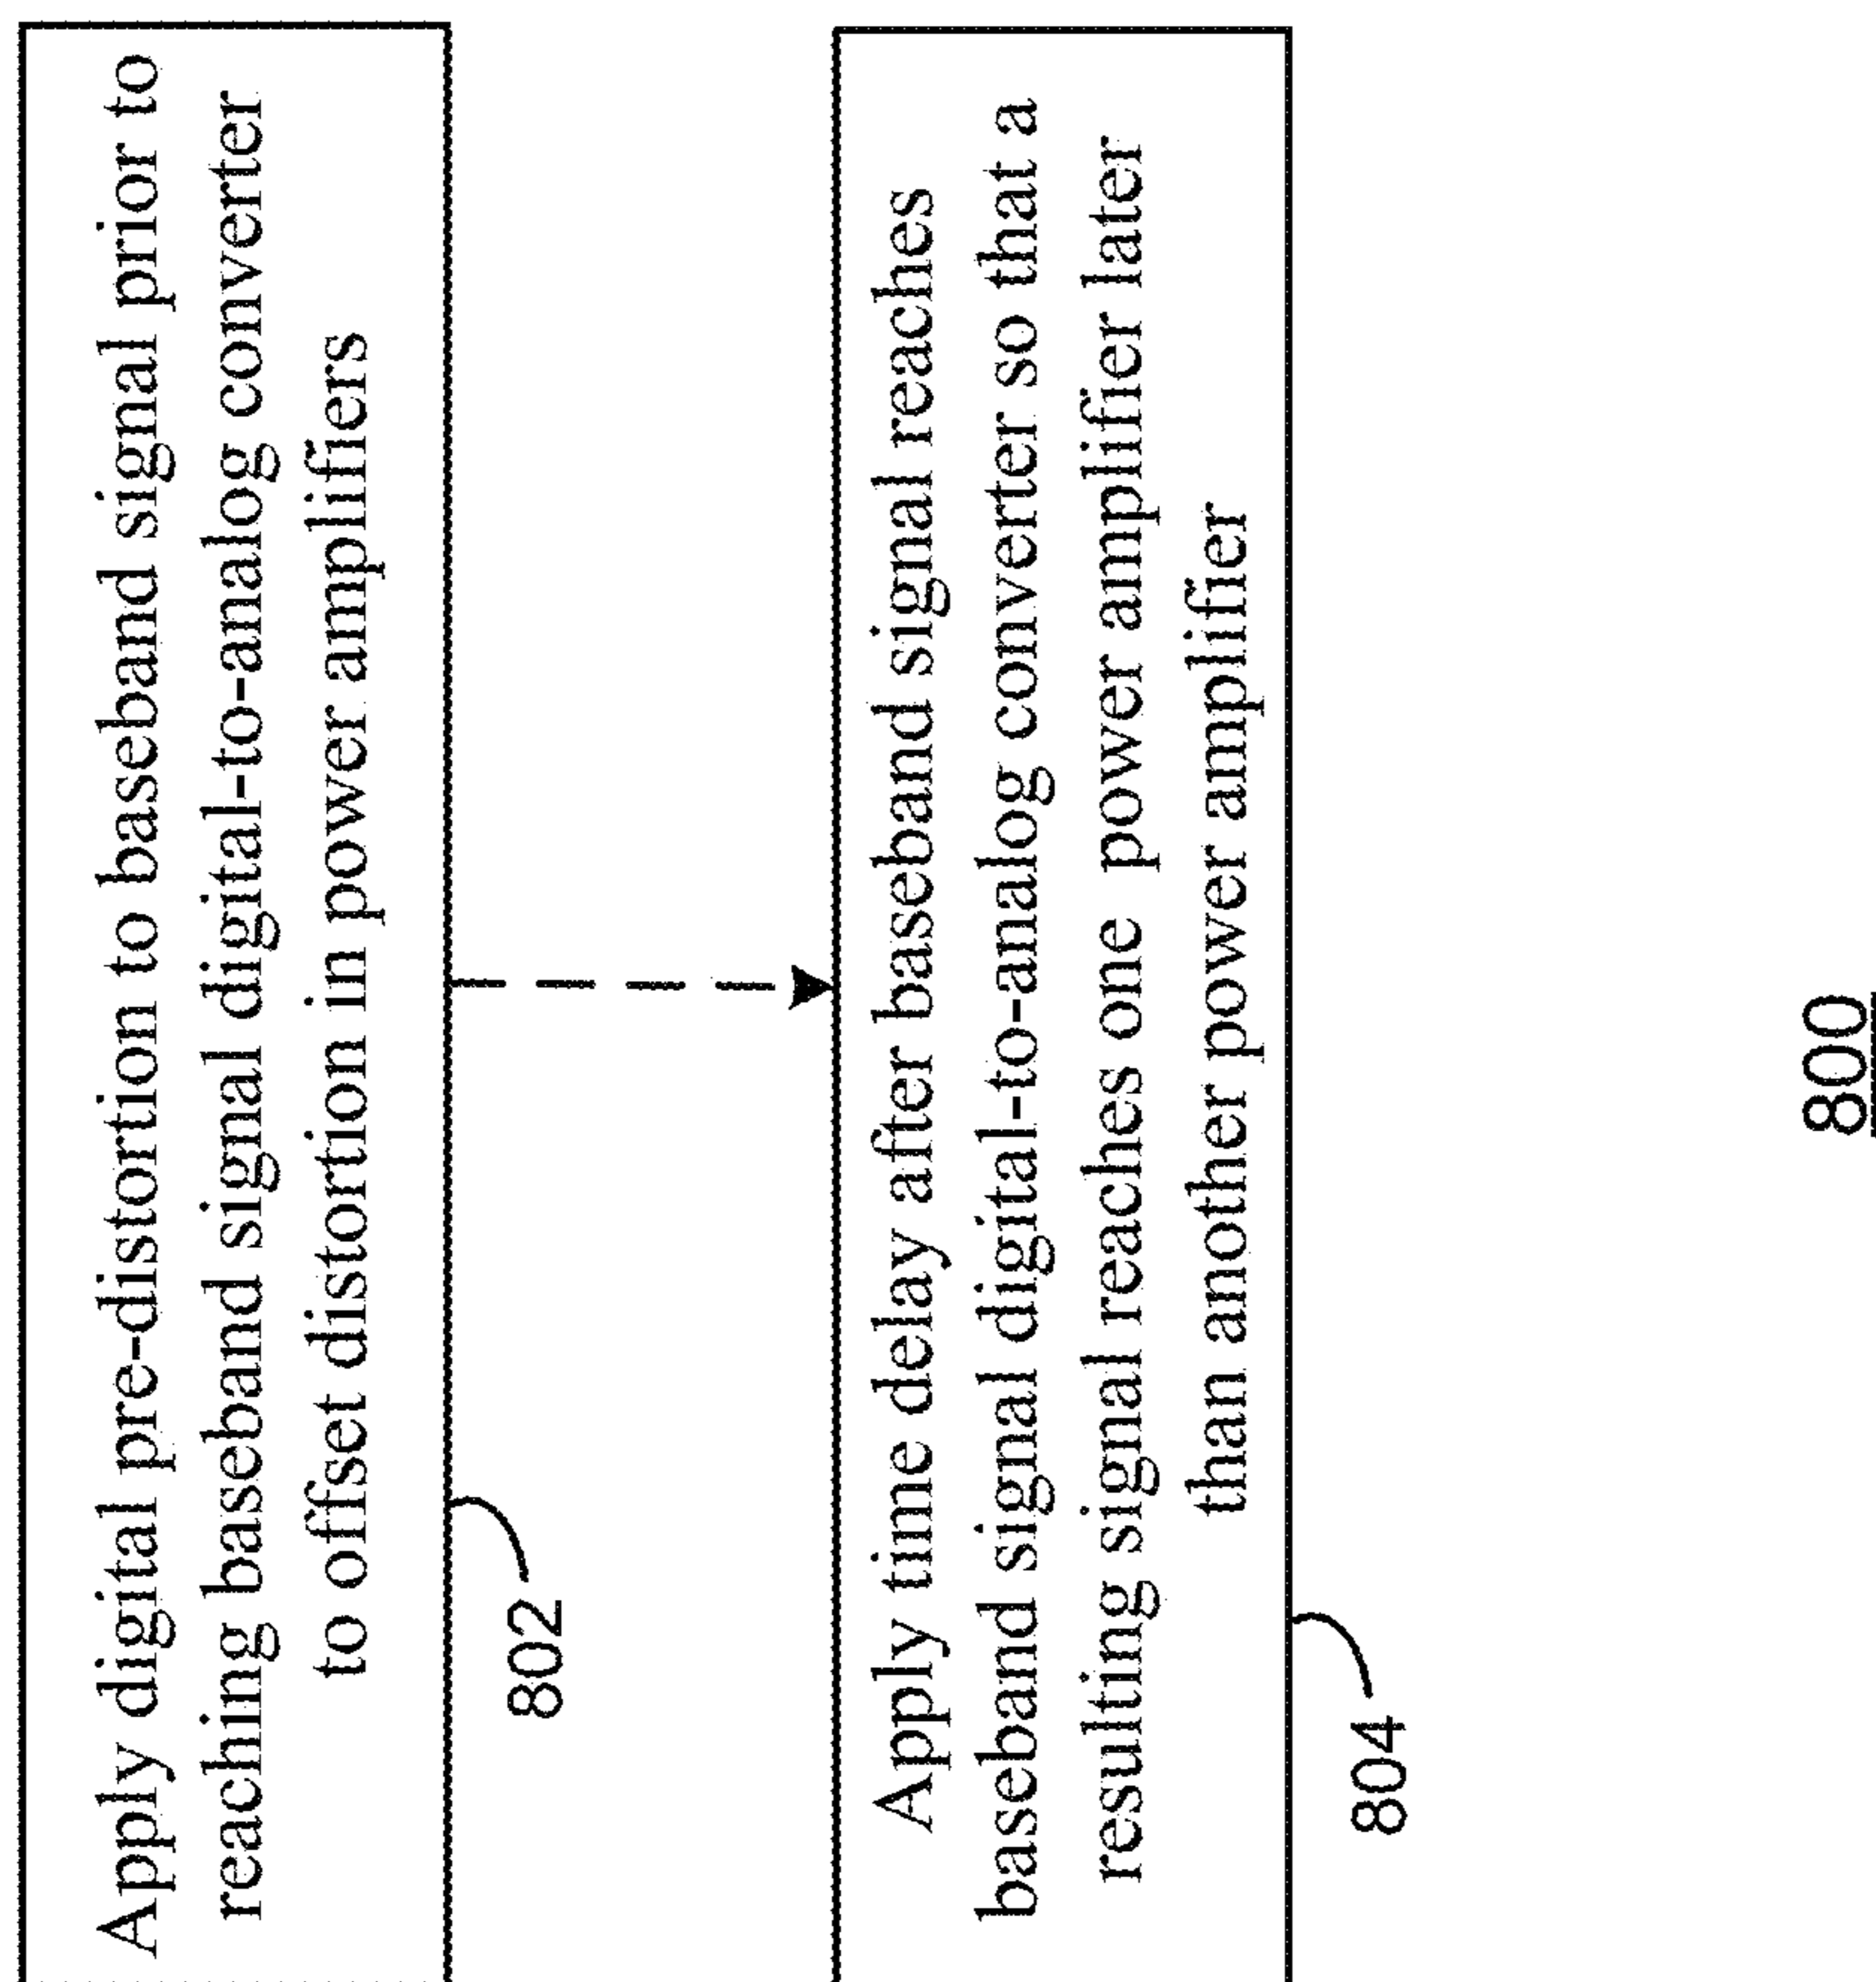 Apply digital pre-distortion to baseband signal prior to
reaching baseband signal digital-to-analog converter
to offset distortion in power amplifiers
802
Apply time delay after baseband signal reaches
baseband signal digital-to-analog converter so that a
resulting signal reaches one power amplifier later
than another power amplifier
804
800